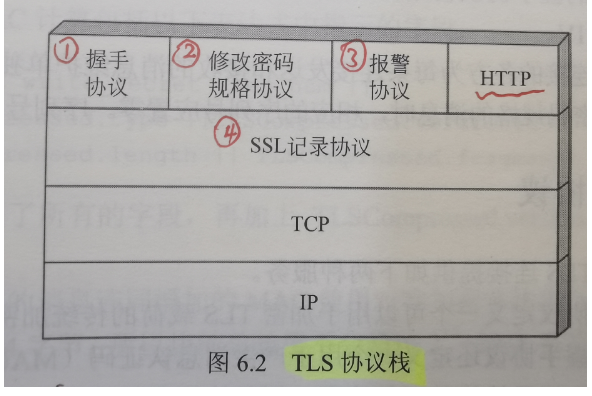 ① 握手
协议
② 修改密码
规格协议
③ 报警
协议
HTTP
④ SSL记录协议
TCP
IP
图 6.2 TLS 协议栈